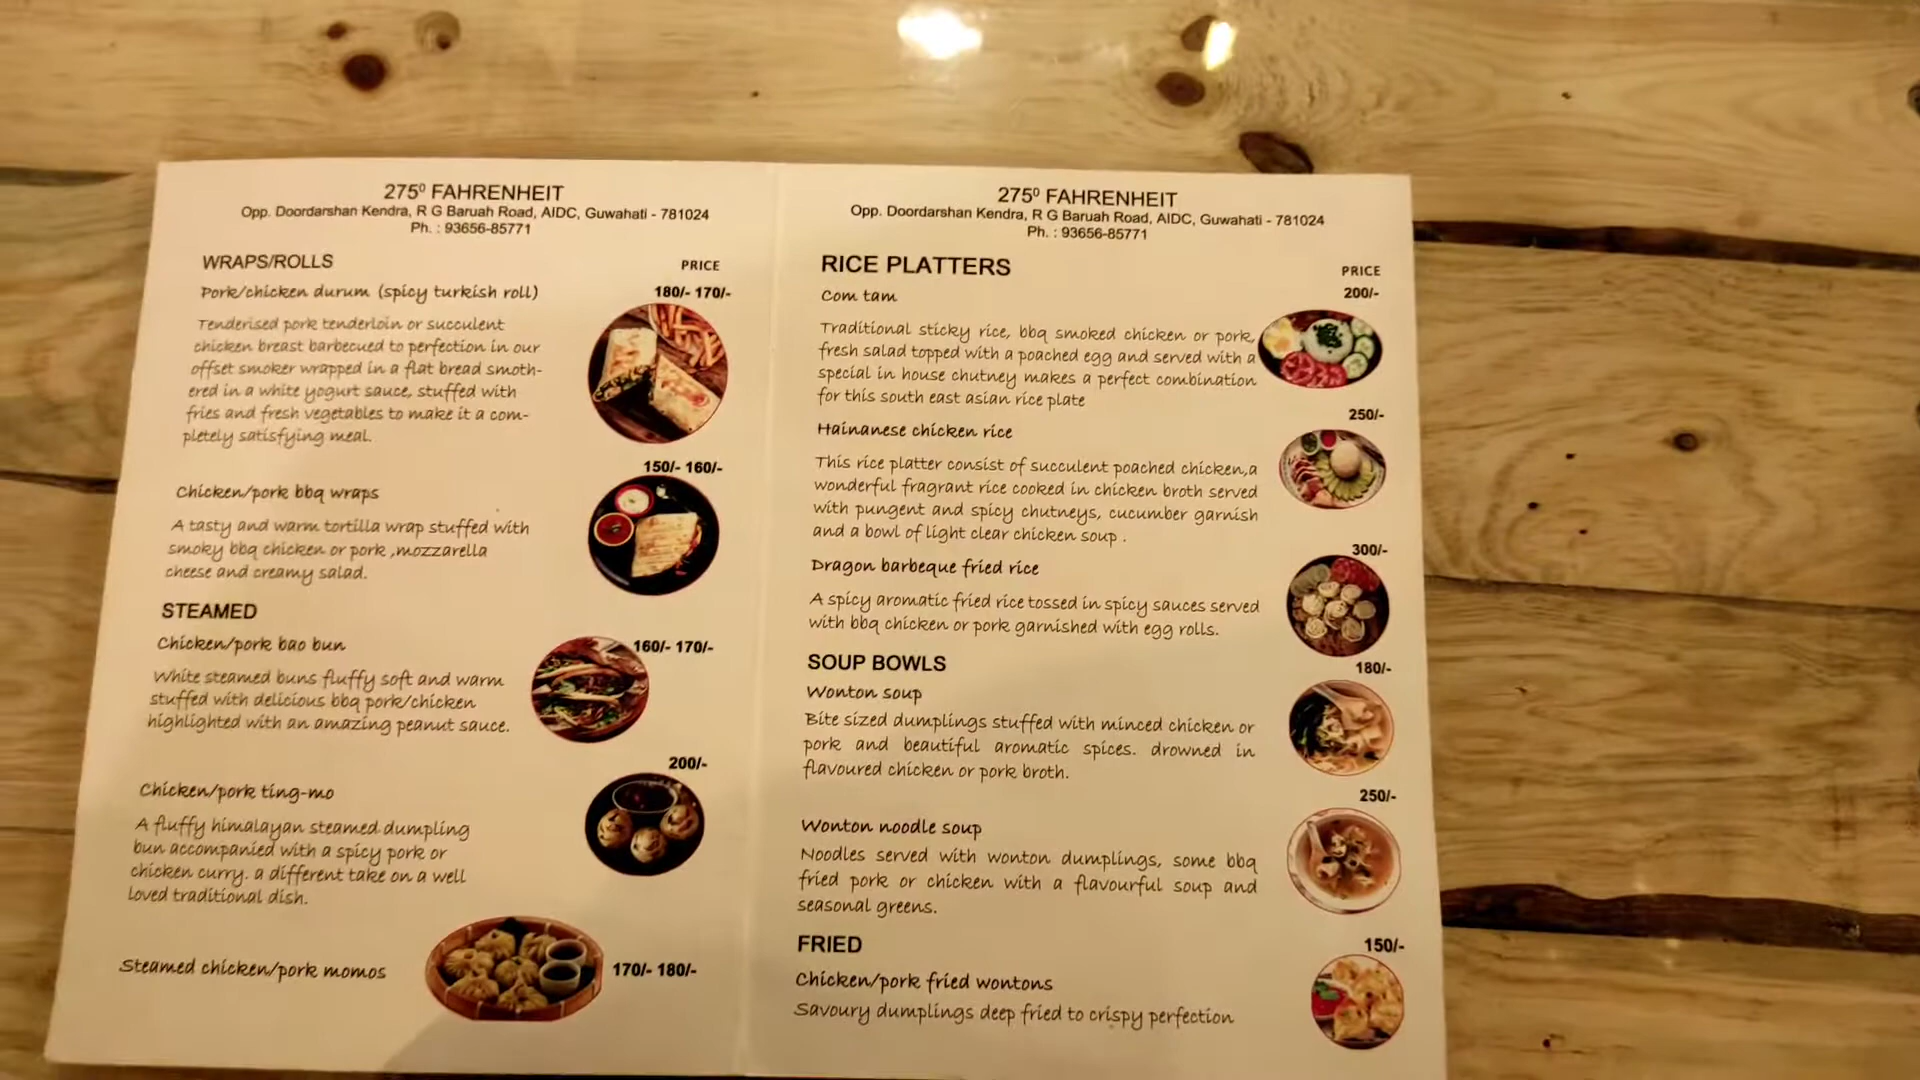 275⁰ FAHRENHEIT
Opp. Doordarshan Kendra, R G Baruah Road, AIDC, Guwahati - 781024
Ph. : 93656-85771
WRAPS/ROLLS
PRICE
Pork/chicken durum (spicy turkish roll)
180/- 170/-
Tenderised pork tenderloin or succulent
chicken breast barbecued to perfection in our
offset smoker wrapped in a flat bread smoth-
ered in a white yogurt sauce, stuffed with
fries and fresh vegetables to make it a com-
pletely satisfying meal.
150/- 160/-
Chicken/pork bbq wraps
A tasty and warm tortilla wrap stuffed with
smoky bbq chicken or pork ,mozzarella
cheese and creamy salad.
STEAMED
Chicken/pork bao bun
160/- 170/-
White steamed buns fluffy soft and warm
stuffed with delicious bbq pork/chicken
highlighted with an amazing peanut sauce.
200/-
Chicken/pork ting-mo
A fluffy himalayan steamed dumpling
bun accompanied with a spicy pork or
chicken curry. a different take on a well
loved traditional dish.
Steamed chicken/pork momos
170/- 180/-
275⁰ FAHRENHEIT
Opp. Doordarshan Kendra, R G Baruah Road, AIDC, Guwahati - 781024
Ph. : 93656-85771
RICE PLATTERS
PRICE
Com tam
200/-
Traditional sticky rice, bbq smoked chicken or pork,
fresh salad topped with a poached egg and served with a
special in house chutney makes a perfect combination
for this south east asian rice plate
250/-
Hainanese chicken rice
This rice platter consist of succulent poached chicken,a
wonderful fragrant rice cooked in chicken broth served
with pungent and spicy chutneys, cucumber garnish
and a bowl of light clear chicken soup .
300/-
Dragon barbeque fried rice
A spicy aromatic fried rice tossed in spicy sauces served
with bbq chicken or pork garnished with egg rolls.
SOUP BOWLS
180/-
Wonton soup
Bite sized dumplings stuffed with minced chicken or
pork and beautiful aromatic spices. drowned in
flavoured chicken or pork broth.
250/-
Wonton noodle soup
Noodles served with wonton dumplings, some bbq
fried pork or chicken with a flavourful soup and
seasonal greens.
FRIED
150/-
Chicken/pork fried wontons
Savoury dumplings deep fried to crispy perfection